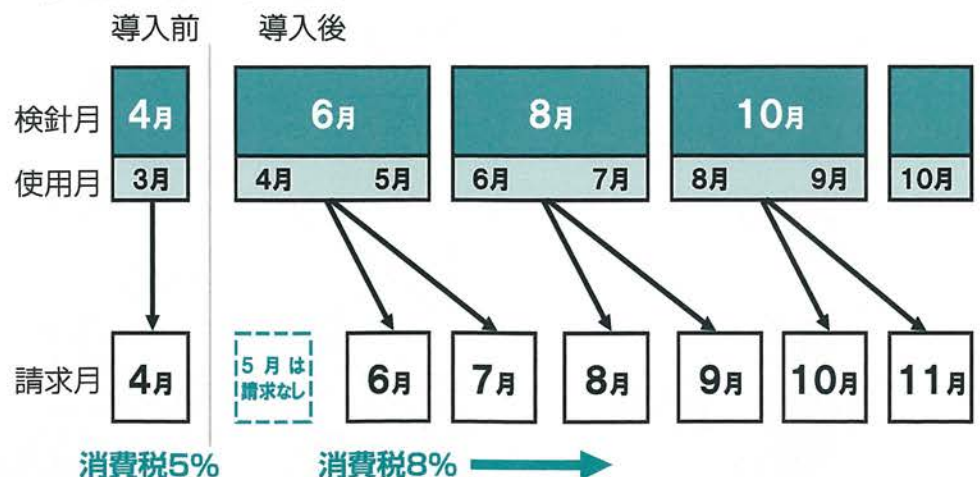 導入前 導入後
検針月 4月 6月 8月 10月
使用月 3月 4月 5月 6月 7月 8月 9月 10月
請求月 4月 5月は 6月 7月 8月 9月 10月 11月
請求なし
消費税5% 消費税8%